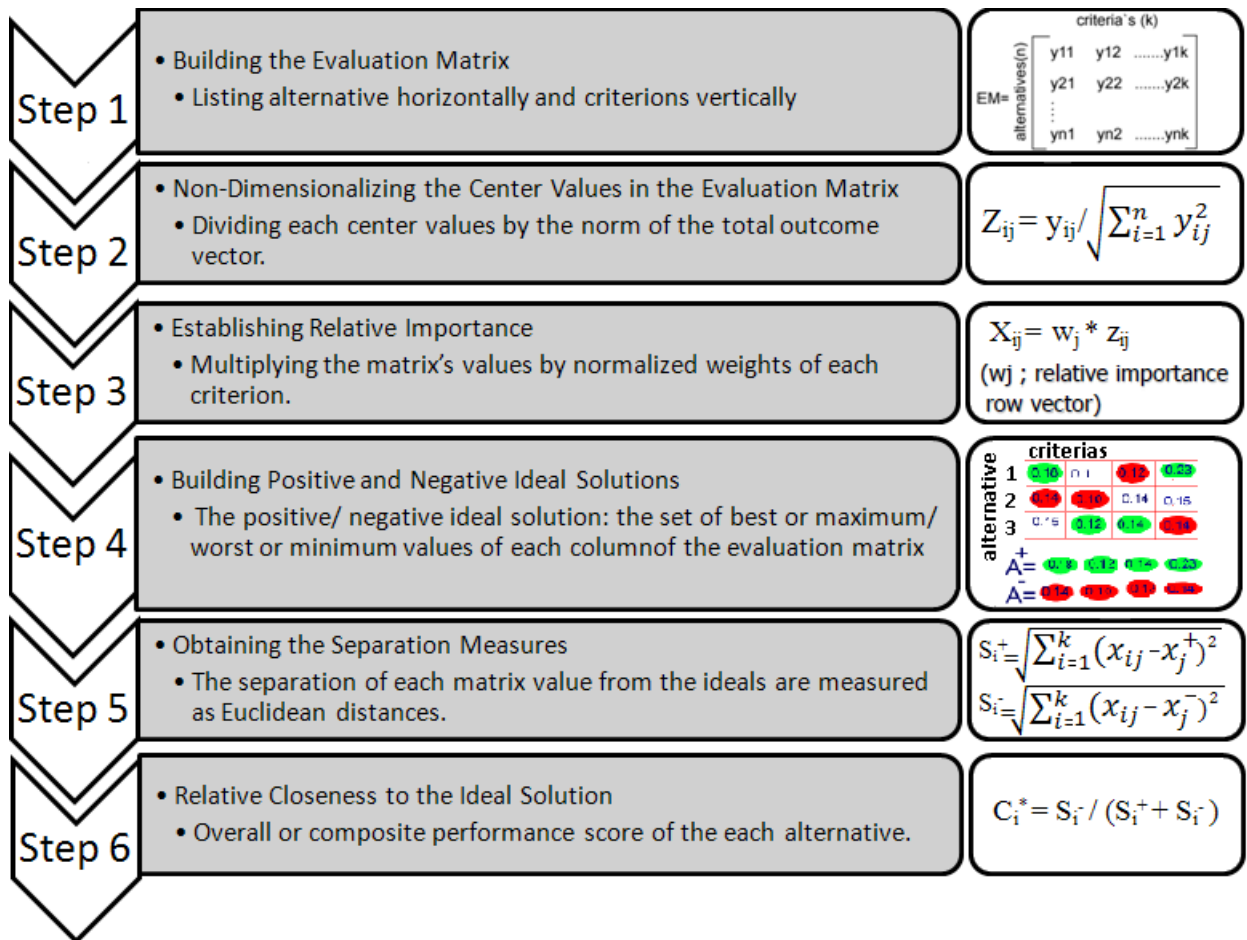 Step 1
• Building the Evaluation Matrix
• Listing alternative horizontally and criterions vertically
criteria`s (k)
EM=
alternatives(n)
y11 y12 .......y1k
y21 y22 .......y2k
yn1 yn2 .......ynk
Step 2
• Non-Dimensionalizing the Center Values in the Evaluation Matrix
• Dividing each center values by the norm of the total outcome
vector.
Zij= yij/√∑ni=1 y2ij
Step 3
• Establishing Relative Importance
• Multiplying the matrix's values by normalized weights of each
criterion.
Xij= wj * zij
(wj ; relative importance
row vector)
Step 4
• Building Positive and Negative Ideal Solutions
• The positive/ negative ideal solution: the set of best or maximum/
worst or minimum values of each columnof the evaluation matrix
criterias
alternative
1 0.12 0.23
2 0.14 0.10 0.14 0.15
3 0.15 0.12 0.14 0.14
A+= 0.18 0.12 0.14 0.23
A-= 0.14 0.10
Step 5
• Obtaining the Separation Measures
• The separation of each matrix value from the ideals are measured
as Euclidean distances.
Si+=√∑ki=1(xij-xj+)2
Si-=√∑ki=1(xij-xj-)2
Step 6
• Relative Closeness to the Ideal Solution
• Overall or composite performance score of the each alternative.
Ci*= Si-/ (Si++ Si-)